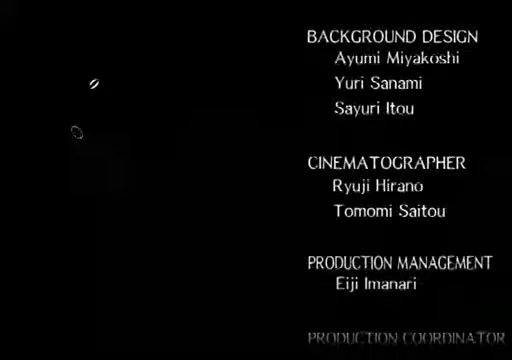 BACKGROUND DESIGN
Ayumi Miyakoshi
Yuri Sanami
Sayuri Itou
CINEMATOGRAPHER
Ryuji Hirano
Tomomi Saitou
PRODUCTION MANAGEMENT
Eiji Imanari
PRODUCTION COORDINATOR